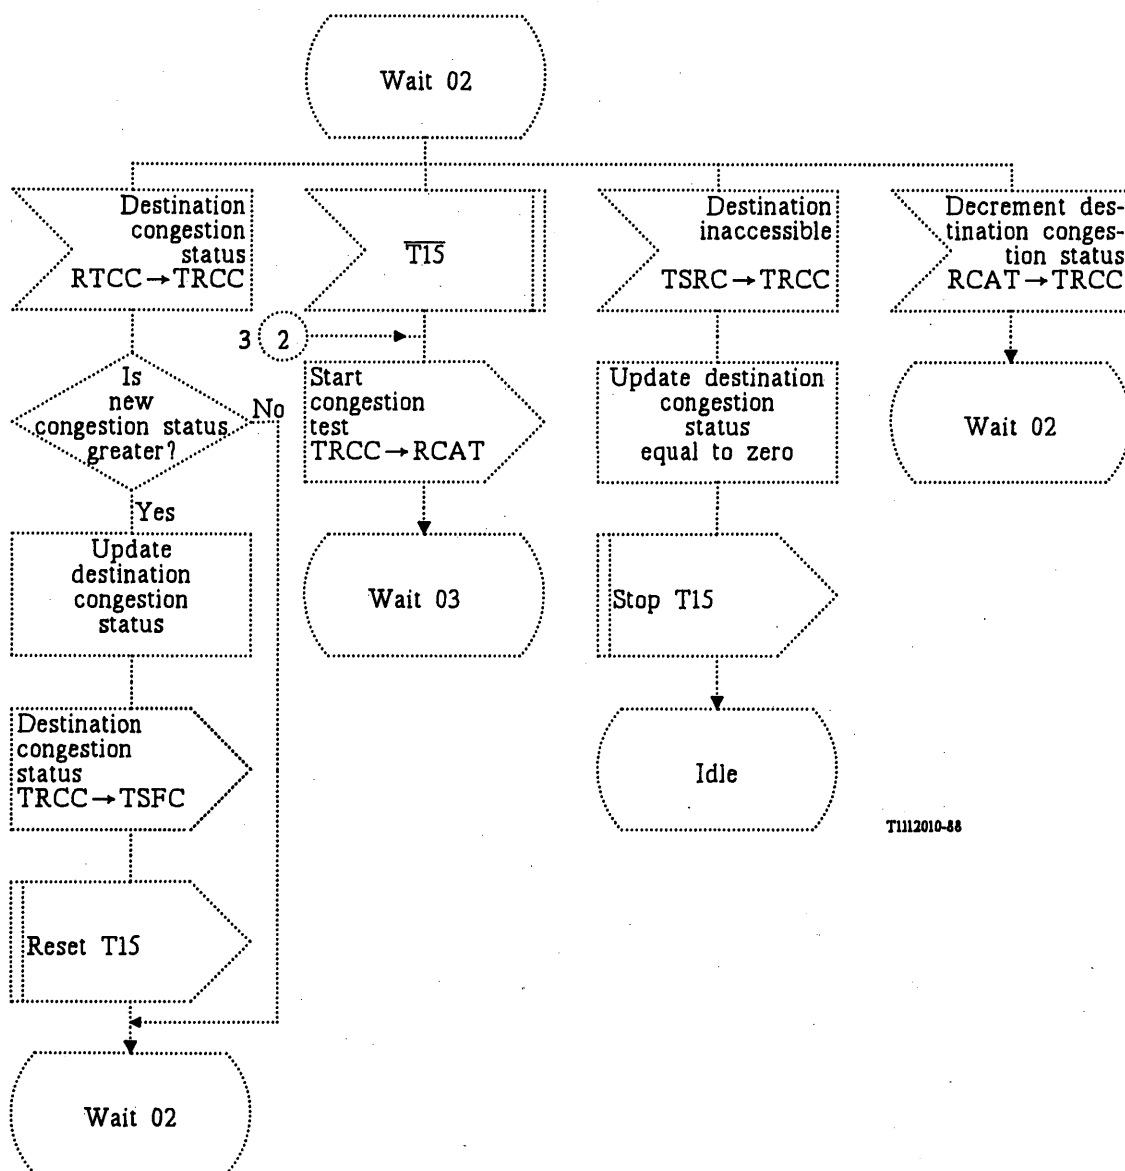 Wait 02
Destination
congestion
status
RTCC→TRCC
T15
Destination
inaccessible
TSRC→TRCC
Decrement des-
tination conges-
tion status
RCAT→TRCC
3 2
Is
new
congestion status
greater?
No
Yes
Start
congestion
test
TRCC→RCAT
Update destination
congestion
status
equal to zero
Wait 02
Update
destination
congestion
status
Wait 03
Stop T15
Destination
congestion
status
TRCC→TSFC
Idle
T1112010-88
Reset T15
Wait 02